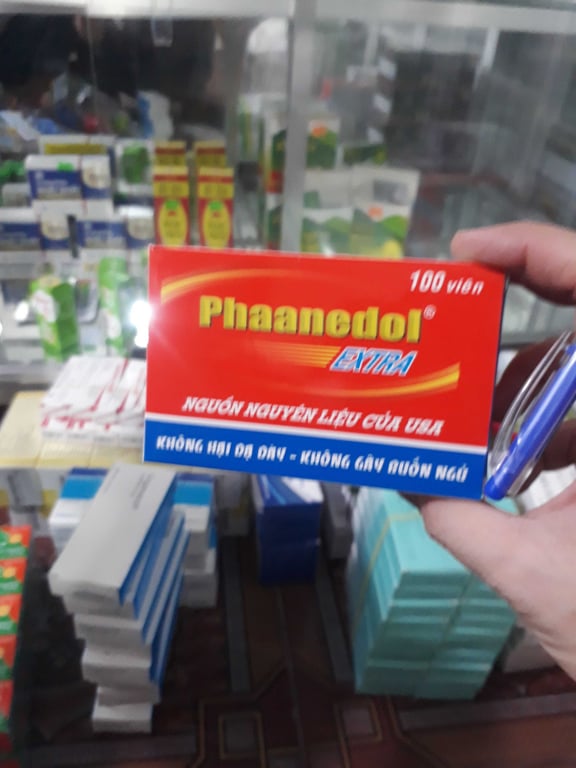 100 viên
Phaanedol®
EXTRA
NGUỒN NGUYÊN LIỆU CỦA USA
KHÔNG HẠI DẠ DÀY - KHÔNG GÂY BUỒN NGỦ